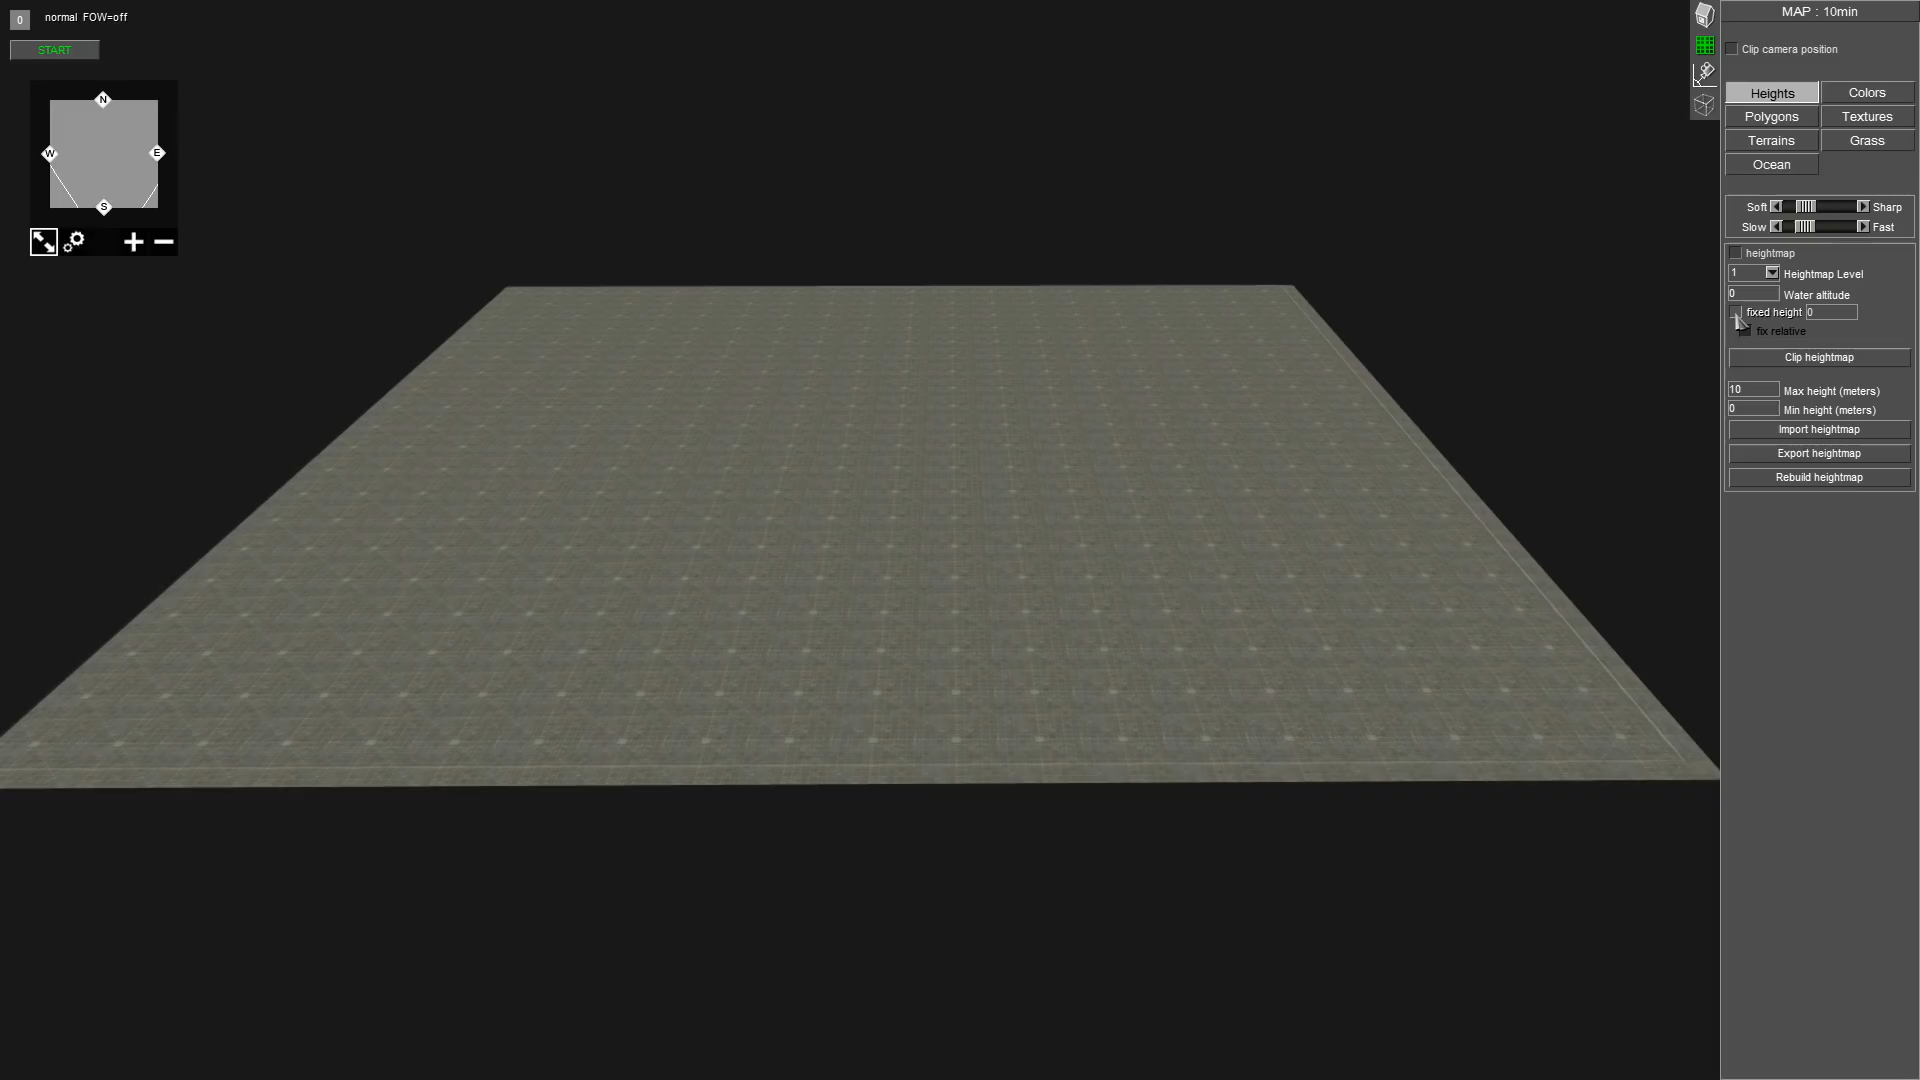 0 normal FOW=off
START
N
W E
S
MAP : 10min
Clip camera position
Heights Colors
Polygons Textures
Terrains Grass
Ocean
Soft Sharp
Slow Fast
heightmap
1 Heightmap Level
0 Water altitude
fixed height 0
fix relative
Clip heightmap
10 Max height (meters)
0 Min height (meters)
Import heightmap
Export heightmap
Rebuild heightmap